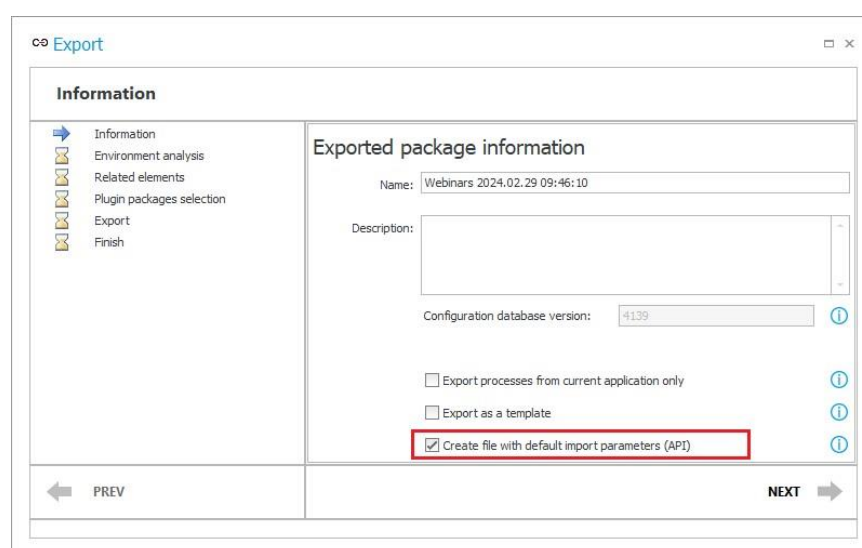 Export
Information
Information
Environment analysis
Related elements
Plugin packages selection
Export
Finish
Exported package information
Name: Webinars 2024.02.29 09:46:10
Description:
Configuration database version: 4139
Export processes from current application only
Export as a template
Create file with default import parameters (API)
PREV
NEXT